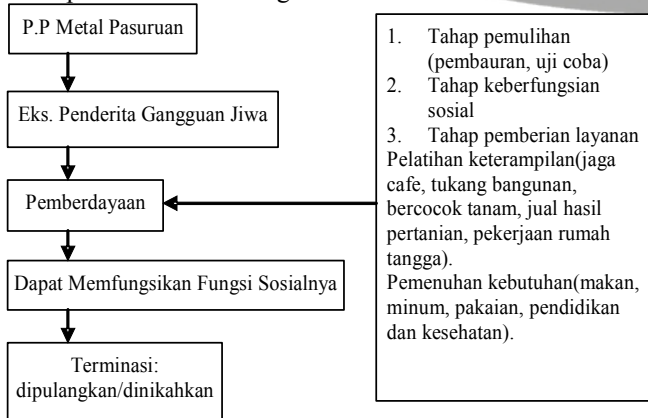 P.P Metal Pasuruan
Eks. Penderita Gangguan Jiwa
Pemberdayaan
Dapat Memfungsikan Fungsi Sosialnya
Terminasi:
dipulangkan/dinikahkan
1. Tahap pemulihan
(pembauran, uji coba)
2. Tahap keberfungsian
sosial
3. Tahap pemberian layanan
Pelatihan keterampilan(jaga
cafe, tukang bangunan,
bercocok tanam, jual hasil
pertanian, pekerjaan rumah
tangga).
Pemenuhan kebutuhan(makan,
minum, pakaian, pendidikan
dan kesehatan).